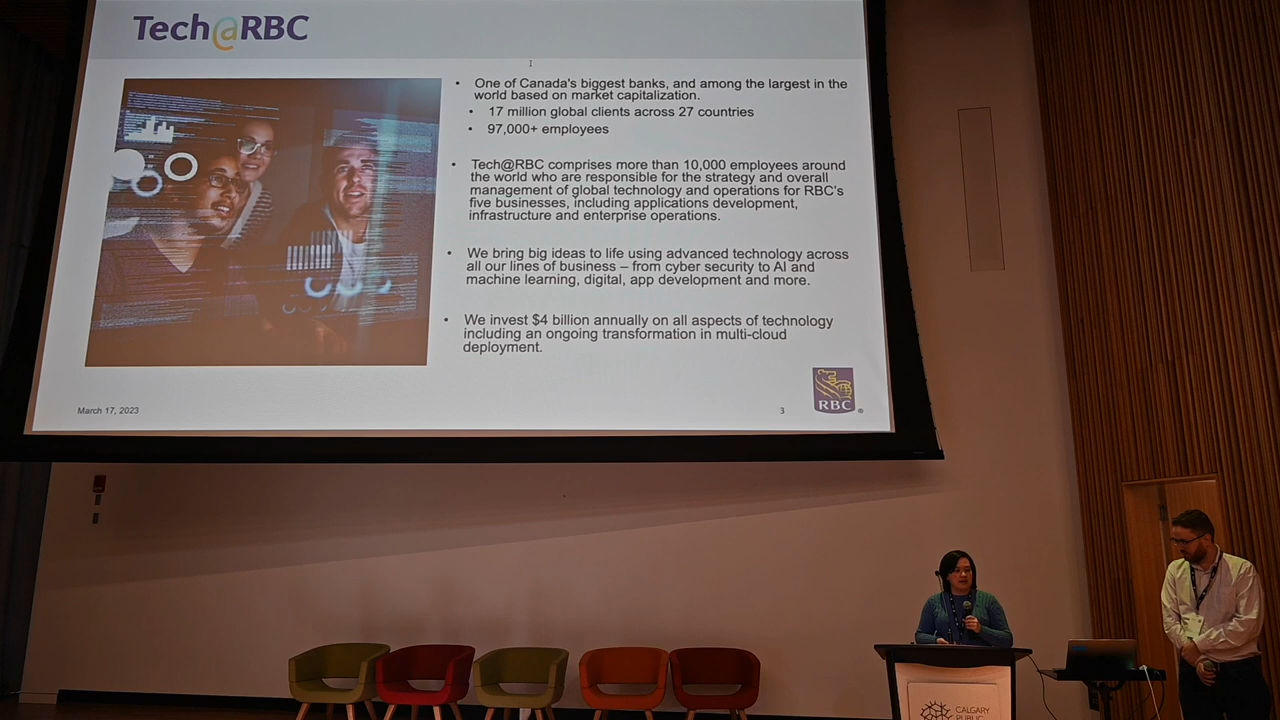 Tech@RBC
• One of Canada's biggest banks, and among the largest in the
world based on market capitalization.
• 17 million global clients across 27 countries
• 97,000+ employees
• Tech@RBC comprises more than 10,000 employees around
the world who are responsible for the strategy and overall
management of global technology and operations for RBC's
five businesses, including applications development,
infrastructure and enterprise operations.
• We bring big ideas to life using advanced technology across
all our lines of business – from cyber security to AI and
machine learning, digital, app development and more.
• We invest $4 billion annually on all aspects of technology
including an ongoing transformation in multi-cloud
deployment.
RBC
®
March 17, 2023
3
CALGARY
PUBLIC